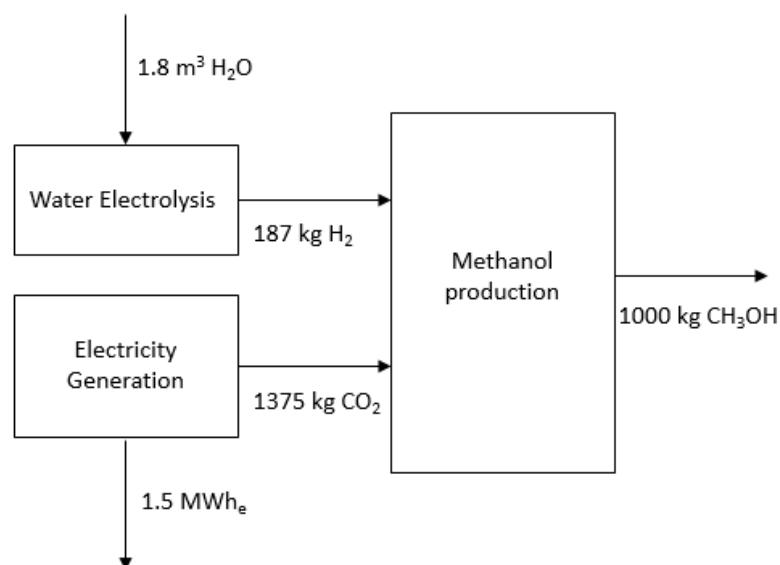 1.8 m³ H₂O
Water Electrolysis
187 kg H₂
Methanol
production
1000 kg CH₃OH
Electricity
Generation
1375 kg CO₂
1.5 MWhₑ